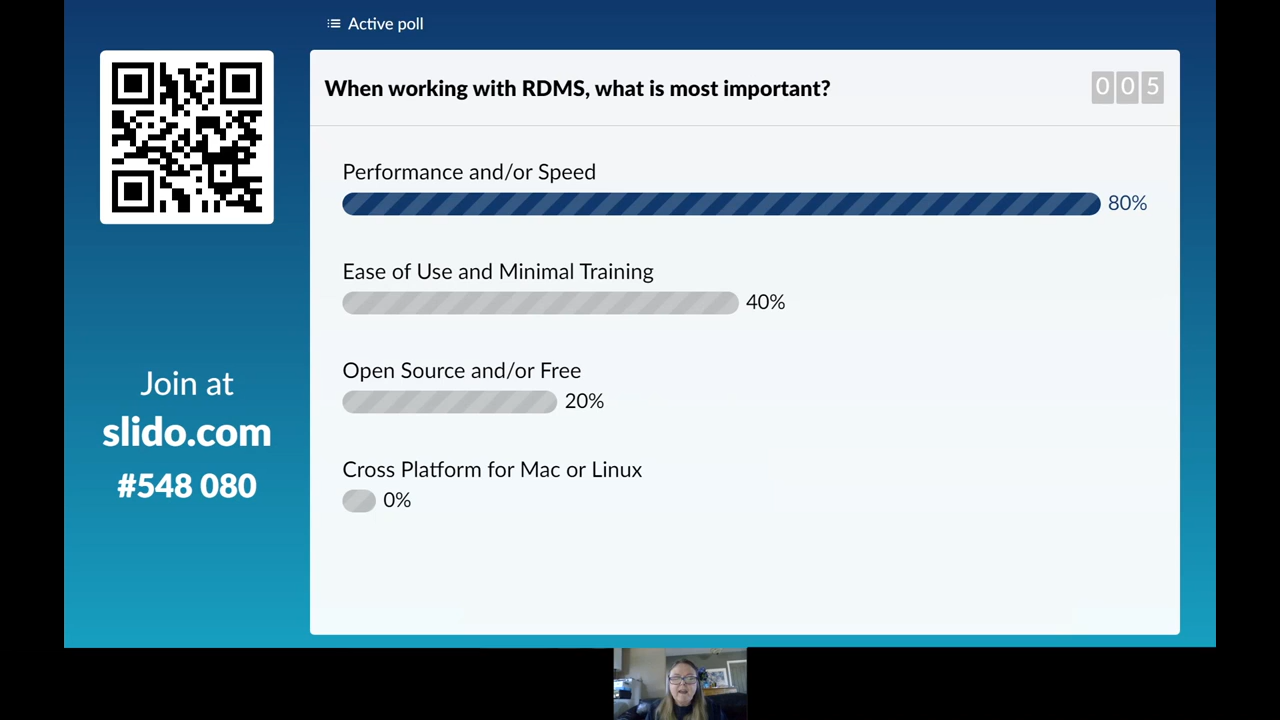 Active poll
When working with RDMS, what is most important?
005
Performance and/or Speed
80%
Ease of Use and Minimal Training
40%
Open Source and/or Free
20%
Cross Platform for Mac or Linux
0%
Join at
slido.com
#548 080